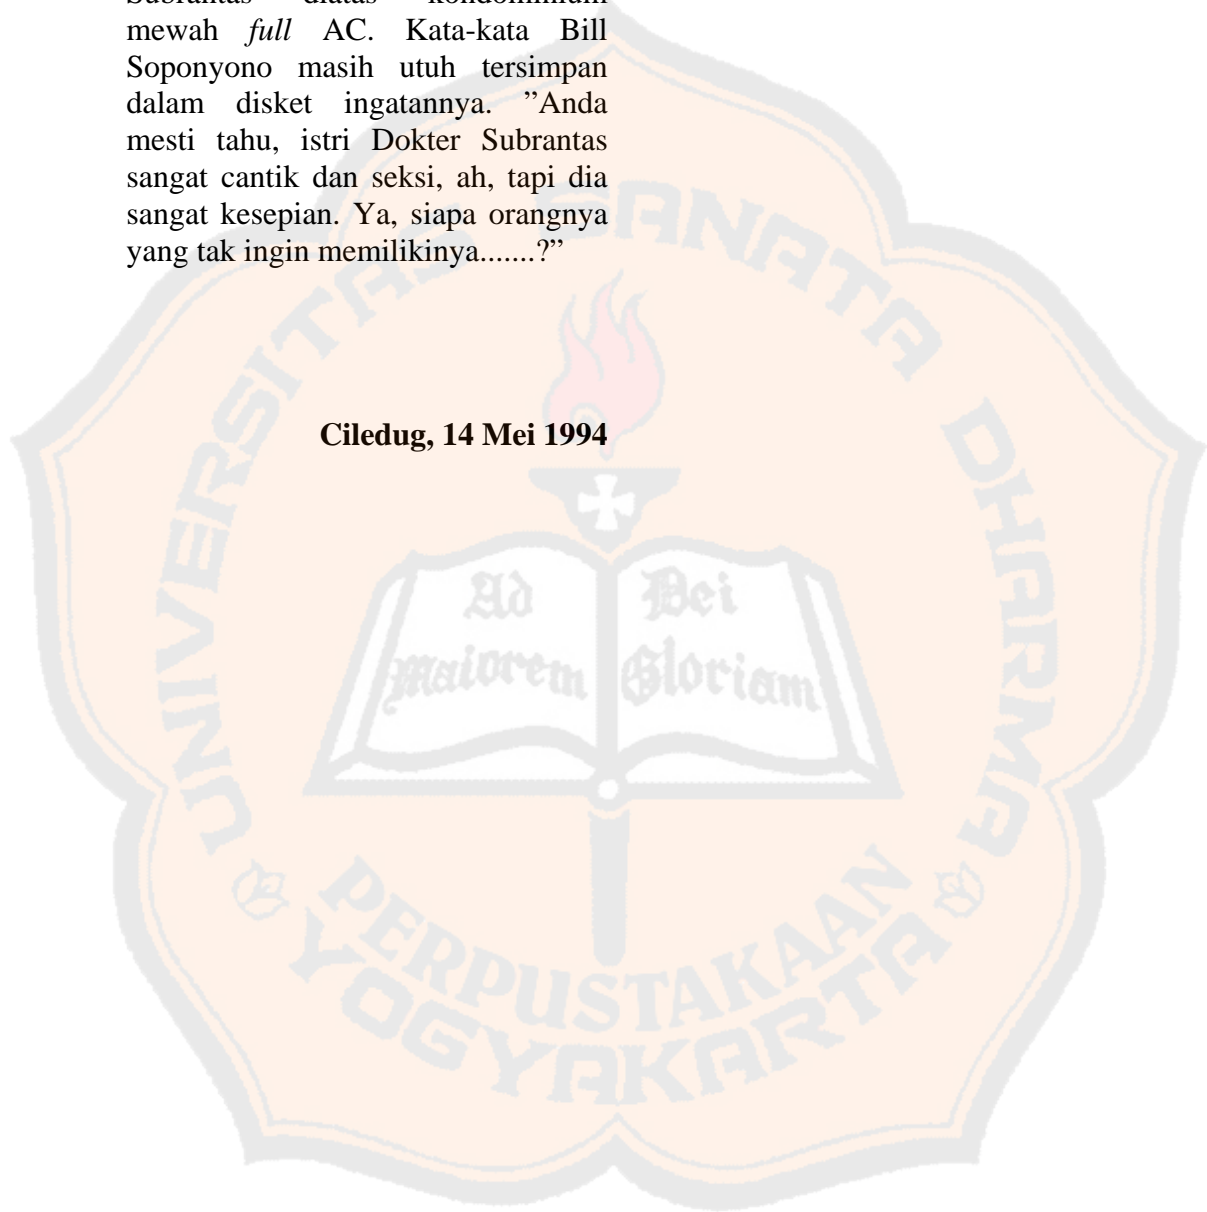 Subrantas diatas kondominium
mewah full AC. Kata-kata Bill
Soponyono masih utuh tersimpan
dalam disket ingatannya. ”Anda
mesti tahu, istri Dokter Subrantas
sangat cantik dan seksi, ah, tapi dia
sangat kesepian. Ya, siapa orangnya
yang tak ingin memilikinya.......?”
Ciledug, 14 Mei 1994
UNIVERSITAS SANATA DHARMA
Ad
maiorem
Dei
Gloriam
PERPUSTAKAAN
YOGYAKARTA